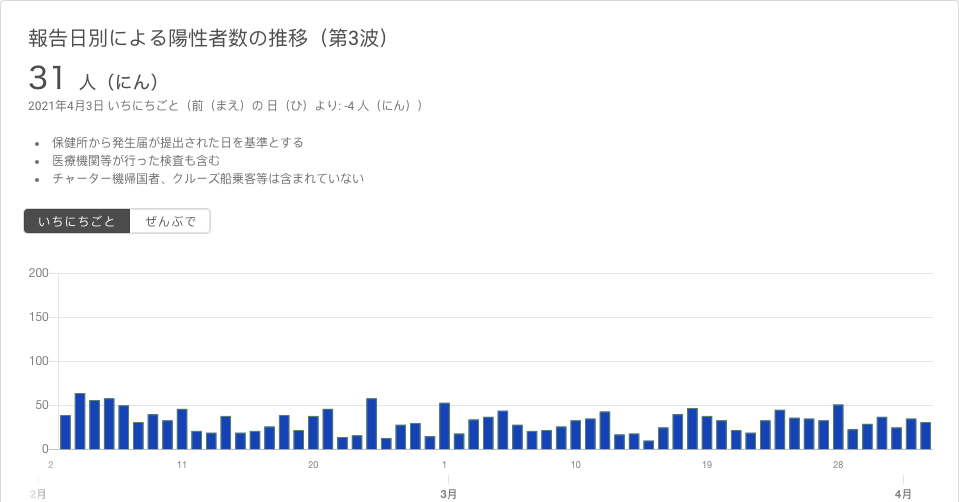 報告日別による陽性者数の推移（第3波）
31 人（にん）
2021年4月3日 いちにちごと（前（まえ）の 日（ひ）より: -4 人（にん））
• 保健所から発生届が提出された日を基準とする
• 医療機関等が行った検査も含む
• チャーター機帰国者、クルーズ船乗客等は含まれていない
いちにちごと ぜんぶで
200
150
100
50
0
2 11 20 1 10 19 28
2月 3月 4月